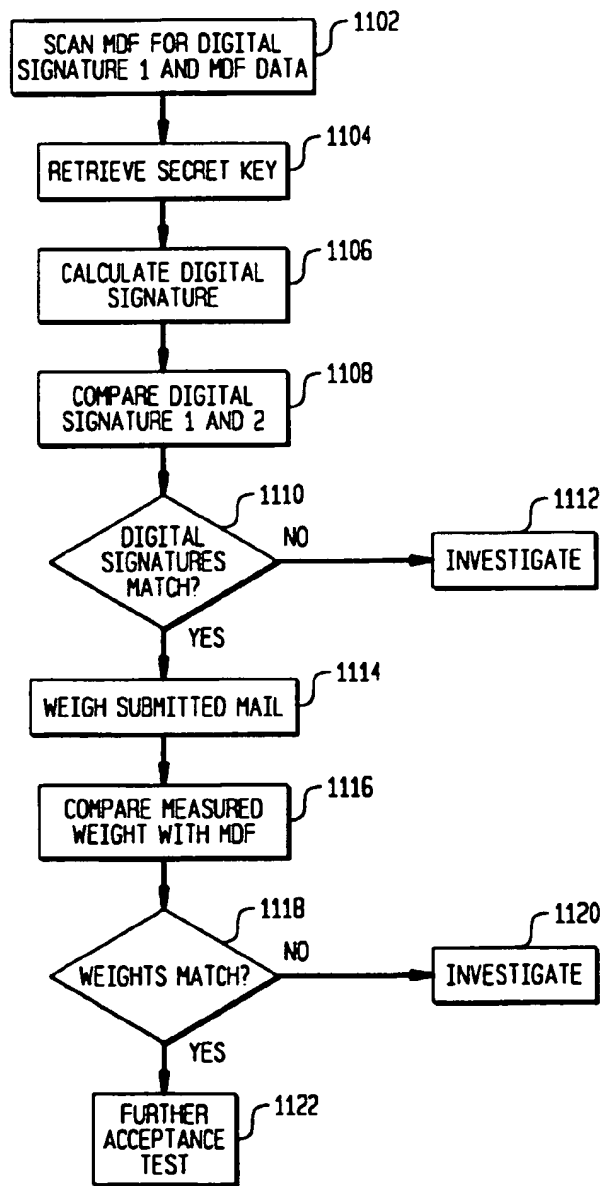 SCAN MDF FOR DIGITAL
SIGNATURE 1 AND MDF DATA
1102
RETRIEVE SECRET KEY
1104
CALCULATE DIGITAL
SIGNATURE
1106
COMPARE DIGITAL
SIGNATURE 1 AND 2
1108
DIGITAL
SIGNATURES
MATCH?
1110
NO
INVESTIGATE
1112
YES
WEIGH SUBMITTED MAIL
1114
COMPARE MEASURED
WEIGHT WITH MDF
1116
WEIGHTS MATCH?
1118
NO
INVESTIGATE
1120
YES
FURTHER
ACCEPTANCE
TEST
1122